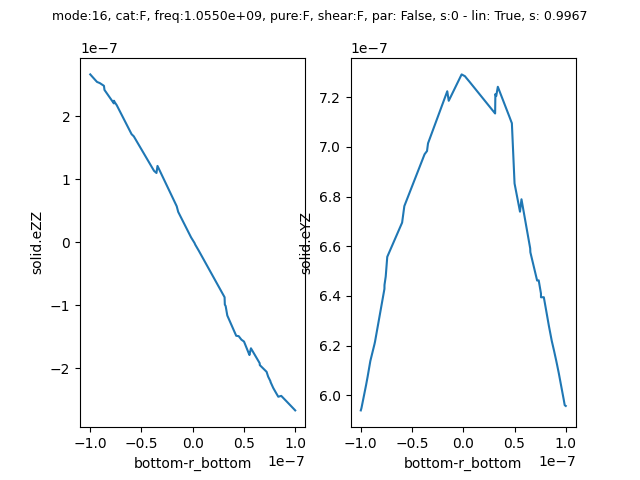 mode:16, cat:F, freq:1.0550e+09, pure:F, shear:F, par: False, s:0 - lin: True, s: 0.9967
1e−7
2
1
0
−1
−2
solid.eZZ
−1.0 −0.5 0.0 0.5 1.0
bottom-r_bottom 1e−7
1e−7
7.2
7.0
6.8
6.6
6.4
6.2
6.0
solid.eYZ
−1.0 −0.5 0.0 0.5 1.0
bottom-r_bottom 1e−7